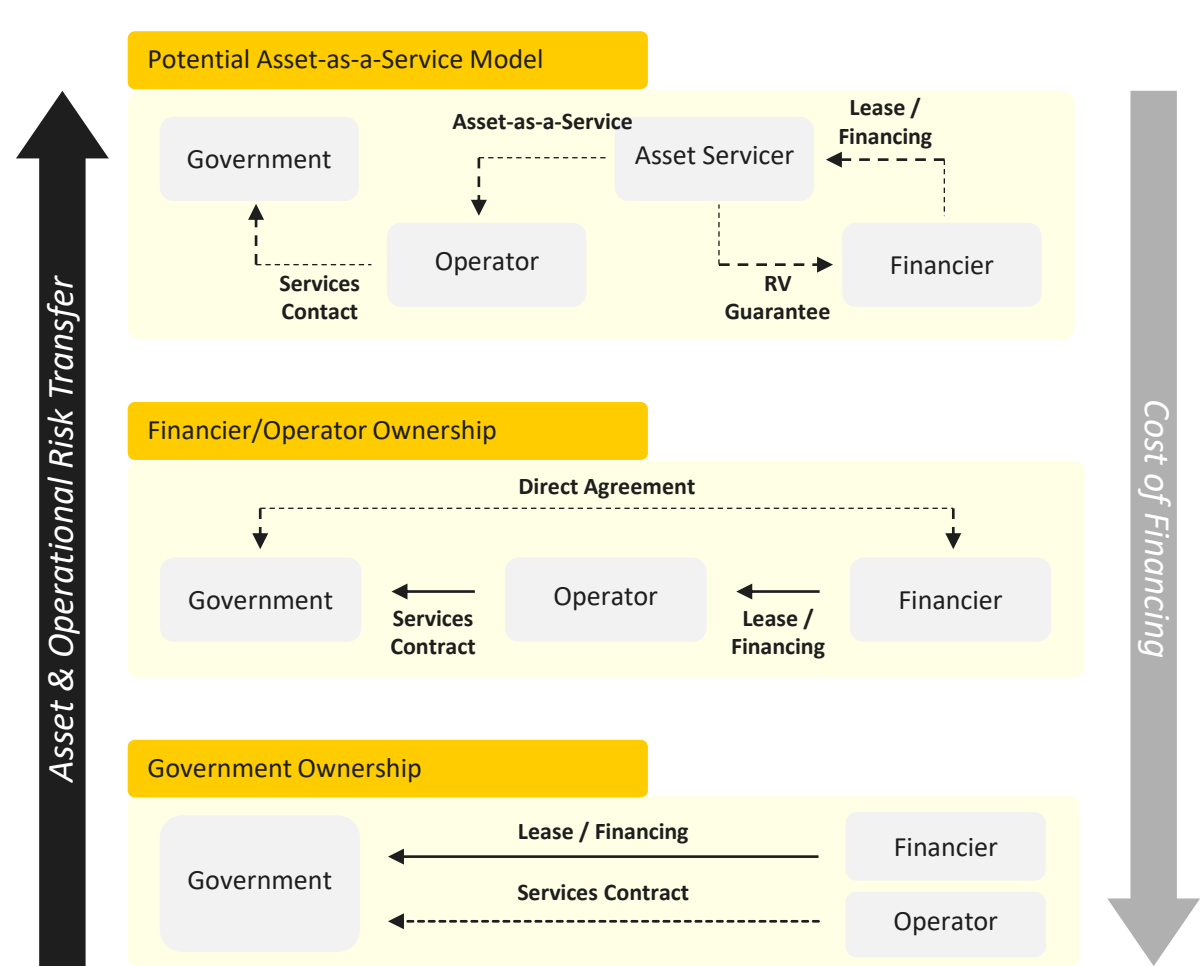 Potential Asset-as-a-Service Model
Asset-as-a-Service
Lease /
Financing
Government
Asset Servicer
Operator
Financier
Services
Contact
RV
Guarantee
Financier/Operator Ownership
Direct Agreement
Government
Operator
Financier
Services
Contract
Lease /
Financing
Government Ownership
Lease / Financing
Financier
Government
Services Contract
Operator
Asset & Operational Risk Transfer
Cost of Financing